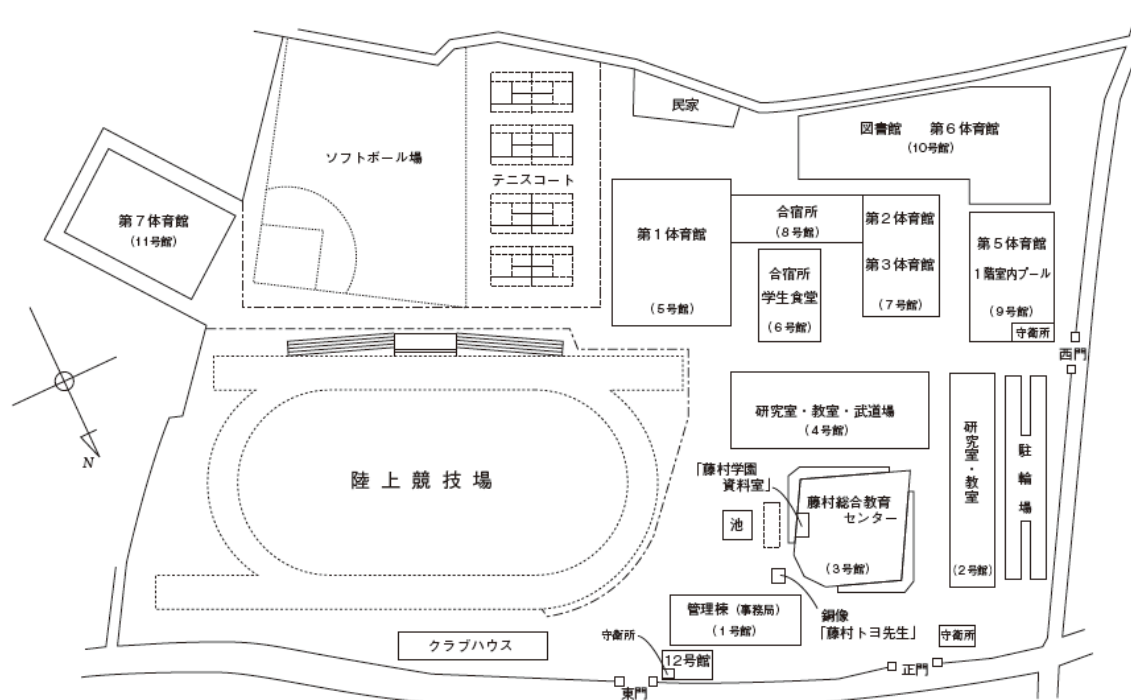 民家
図書館 第6体育館
(10号館)
ソフトボール場
テニスコート
第7体育館
(11号館)
第1体育館
(5号館)
合宿所
(8号館)
第2体育館
第3体育館
(7号館)
合宿所
学生食堂
(6号館)
第5体育館
1階室内プール
(9号館)
守衛所
西門
N
陸上競技場
研究室・教室・武道場
(4号館)
研究室・教室
(2号館)
駐輪場
「藤村学園
資料室」
藤村総合教育
センター
(3号館)
池
管理棟(事務局)
(1号館)
銅像
「藤村トヨ先生」
守衛所
クラブハウス
守衛所
12号館
正門
東門